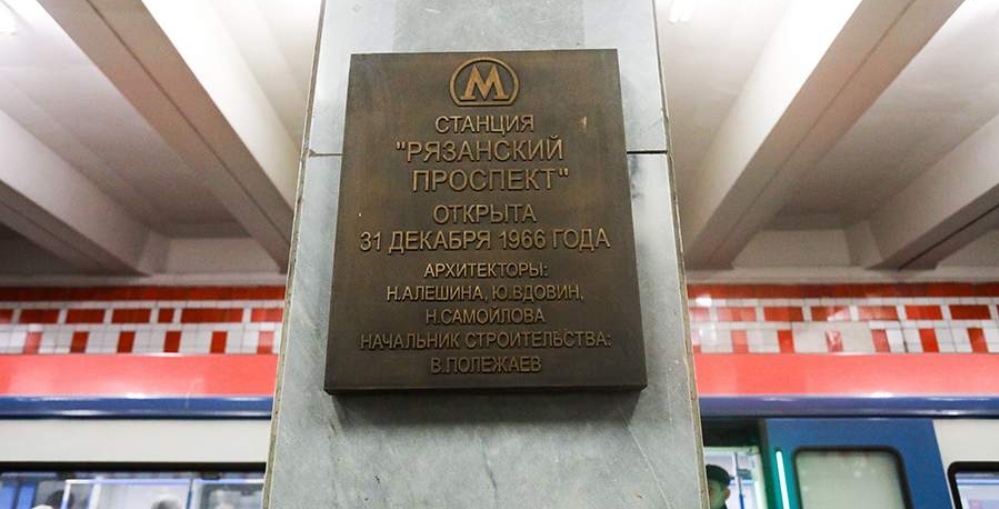 М
СТАНЦИЯ
"РЯЗАНСКИЙ
ПРОСПЕКТ"
ОТКРЫТА
31 ДЕКАБРЯ 1966 ГОДА
АРХИТЕКТОРЫ:
Н.АЛЕШИНА, Ю.ВДОВИН,
Н.САМОЙЛОВА
НАЧАЛЬНИК СТРОИТЕЛЬСТВА:
В.ПОЛЕЖАЕВ